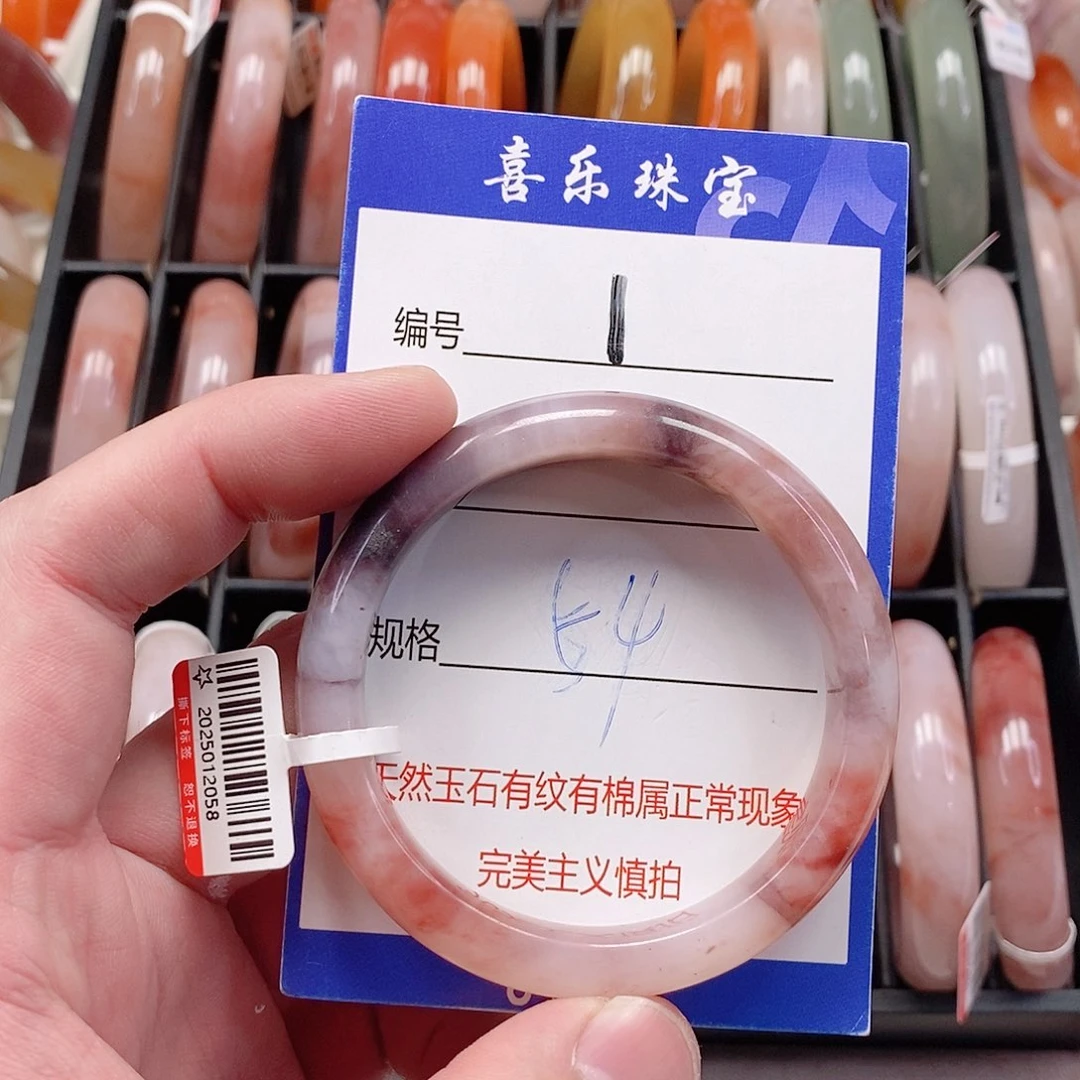 喜乐珠宝
编号 1
规格 54
天然玉石有纹有棉属正常现象
完美主义慎拍
2025012058
撕下标签 恕不退换